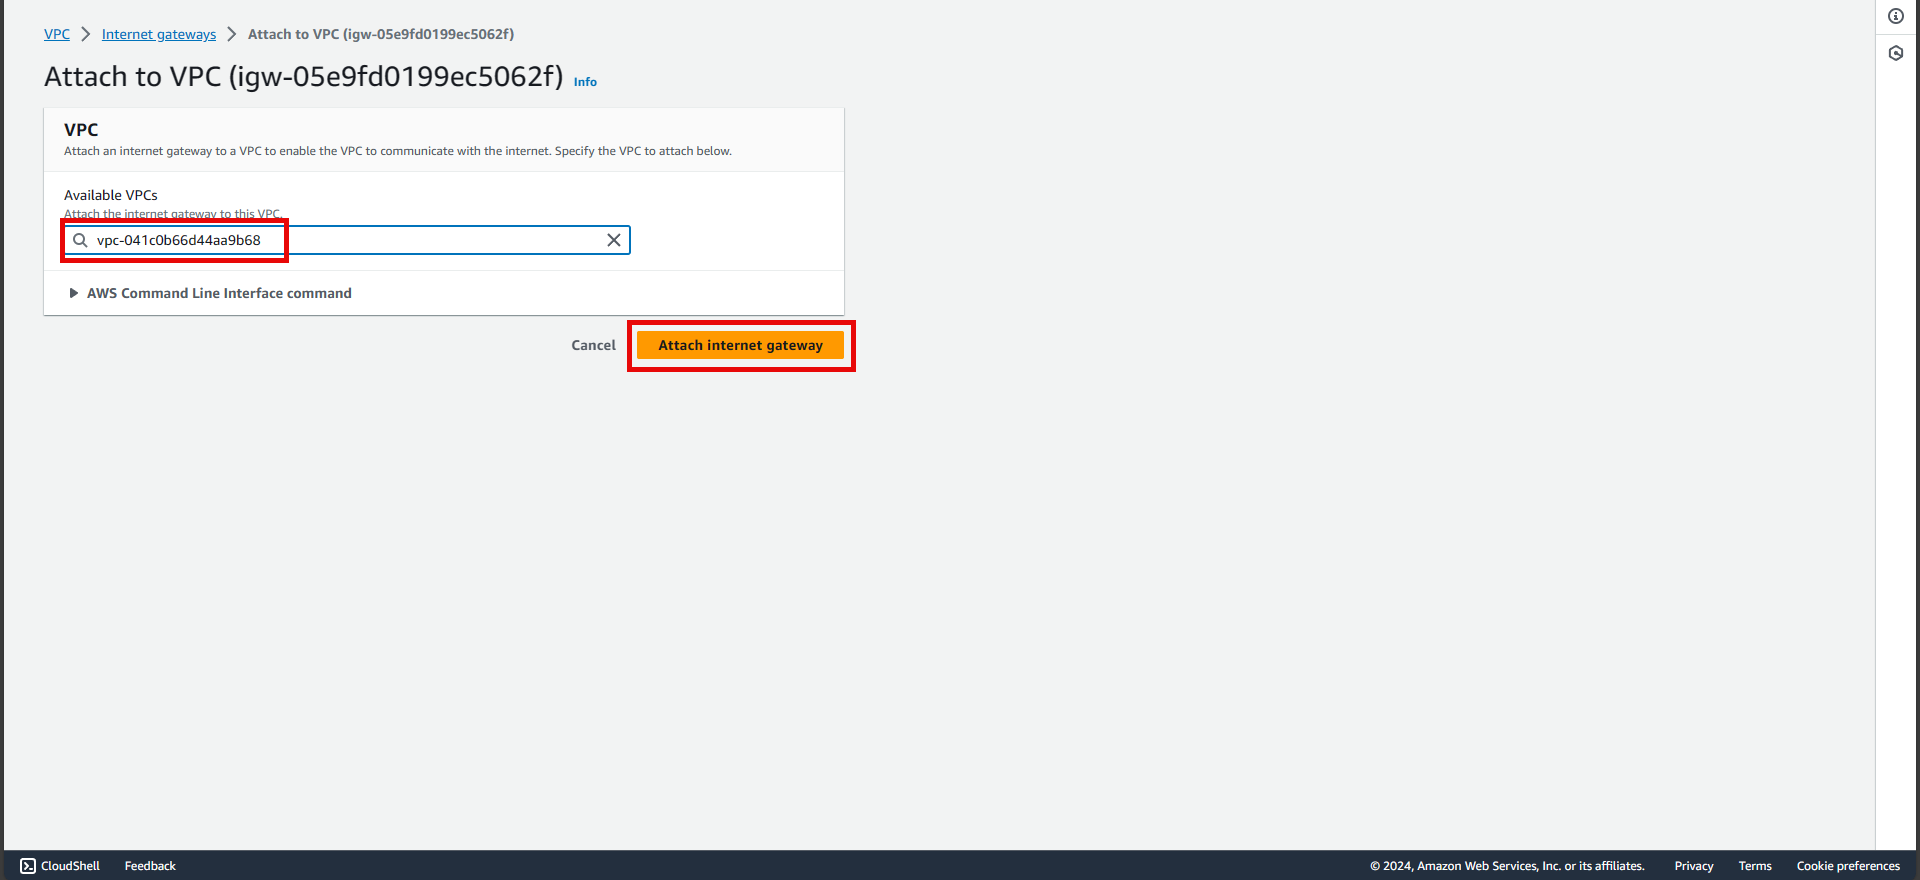 VPC > Internet gateways > Attach to VPC (igw-05e9fd0199ec5062f)
Attach to VPC (igw-05e9fd0199ec5062f) Info
VPC
Attach an internet gateway to a VPC to enable the VPC to communicate with the internet. Specify the VPC to attach below.
Available VPCs
Attach the internet gateway to this VPC.
vpc-041c0b66d44aa9b68
AWS Command Line Interface command
Cancel Attach internet gateway
CloudShell Feedback © 2024, Amazon Web Services, Inc. or its affiliates. Privacy Terms Cookie preferences